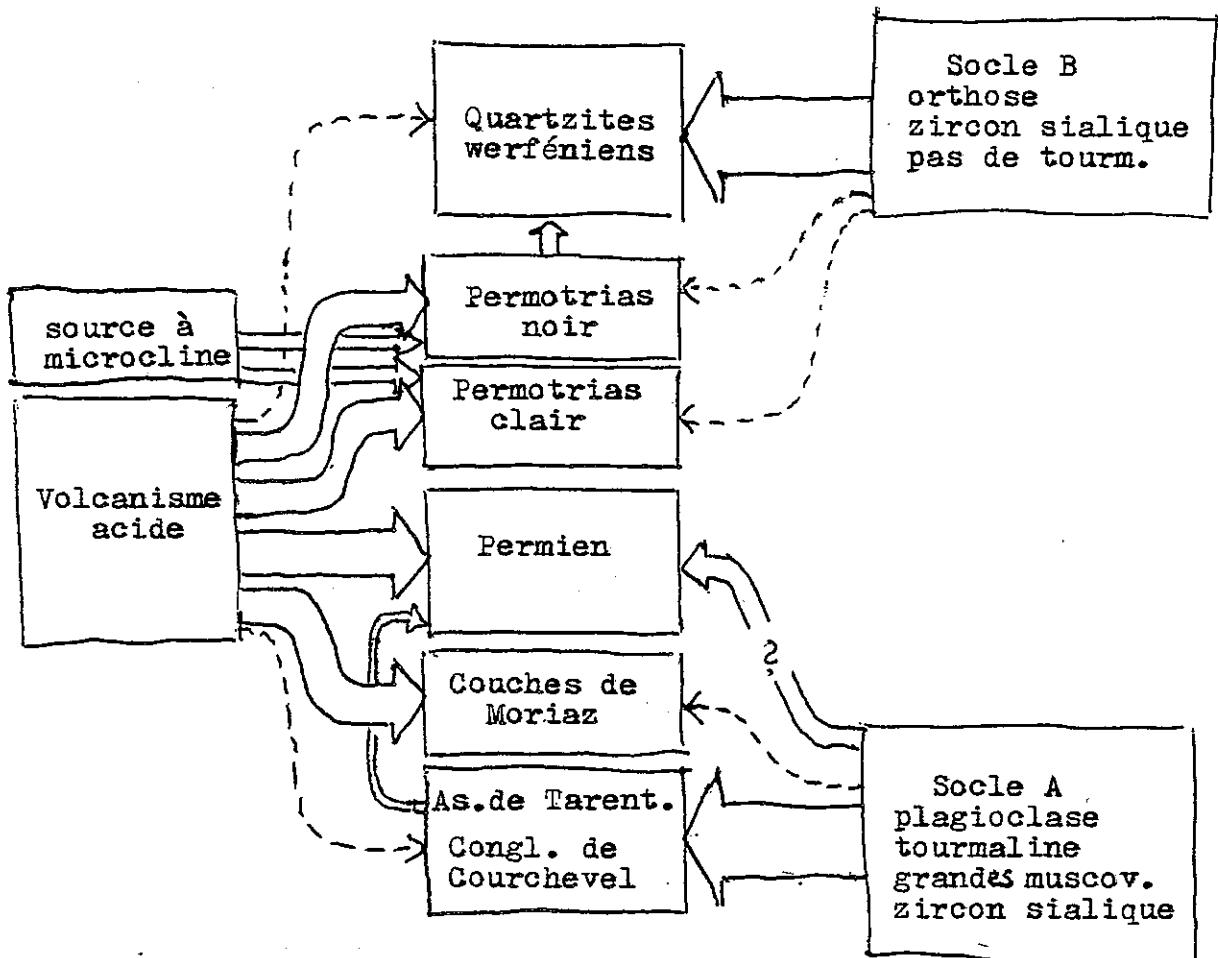 Socle B
orthose
zircon sialique
pas de tourm.
Quartzites
werféniens
Permotrias
noir
source à
microcline
Permotrias
clair
Volcanisme
acide
Permien
?
Couches de
Moriaz
As.de Tarent.
Congl. de
Courchevel
Socle A
plagioclase
tourmaline
grandes muscov.
zircon sialique